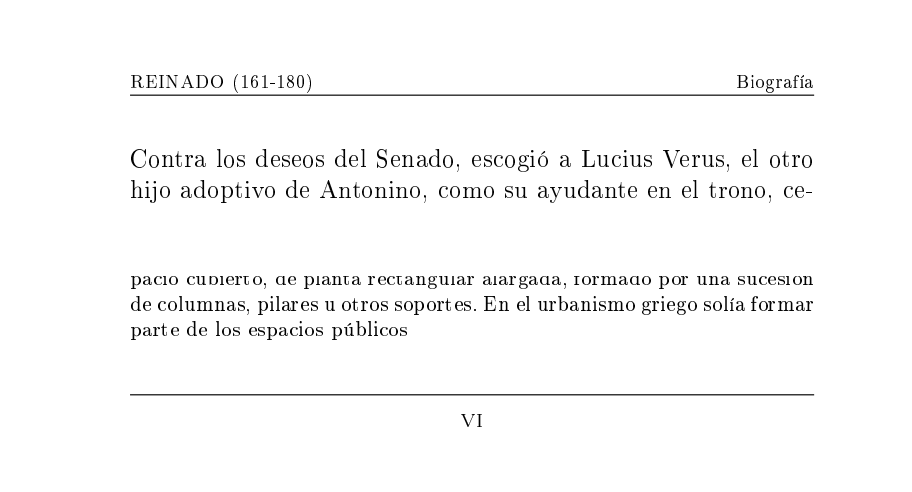 REINADO (161-180) Biografía
Contra los deseos del Senado, escogió a Lucius Verus, el otro
hijo adoptivo de Antonino, como su ayudante en el trono, ce-
pacio cubierto, de planta rectangular alargada, formado por una sucesión
de columnas, pilares u otros soportes. En el urbanismo griego solía formar
parte de los espacios públicos
VI